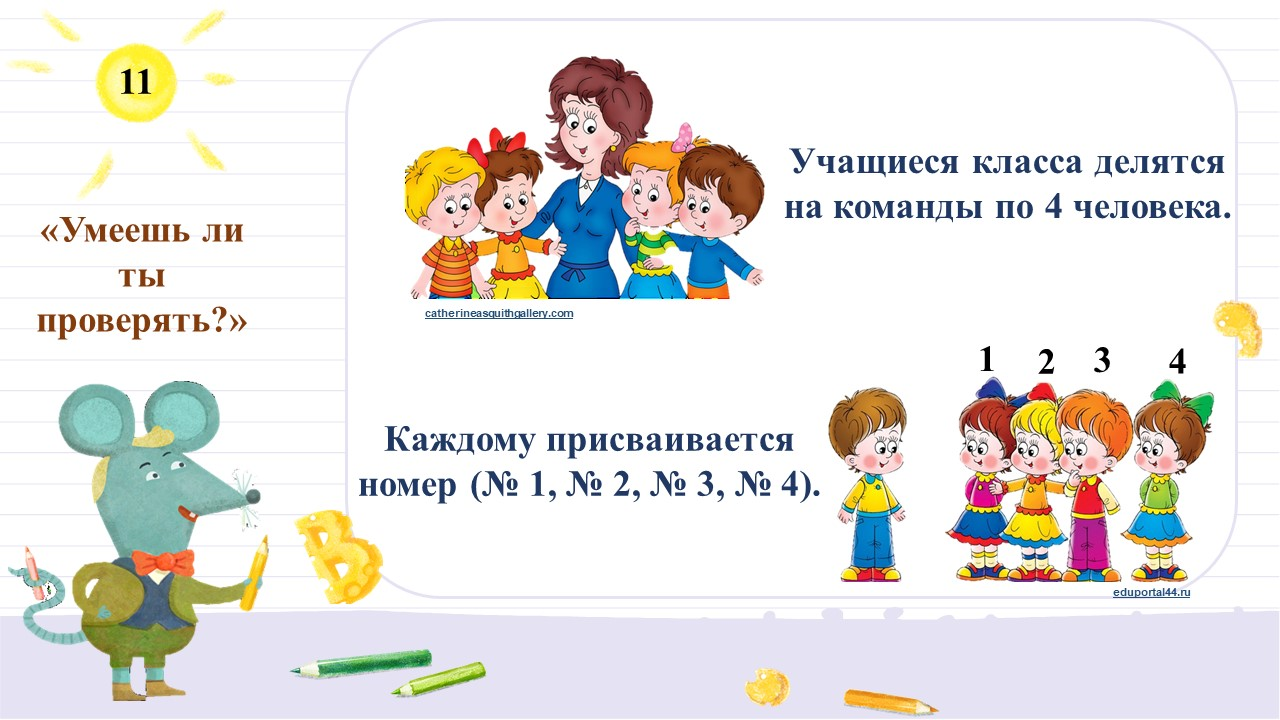 11
«Умеешь ли
ты
проверять?»
Учащиеся класса делятся
на команды по 4 человека.
catherineasquithgallery.com
1 2 3 4
Каждому присваивается
номер (№ 1, № 2, № 3, № 4).
eduportal44.ru
В